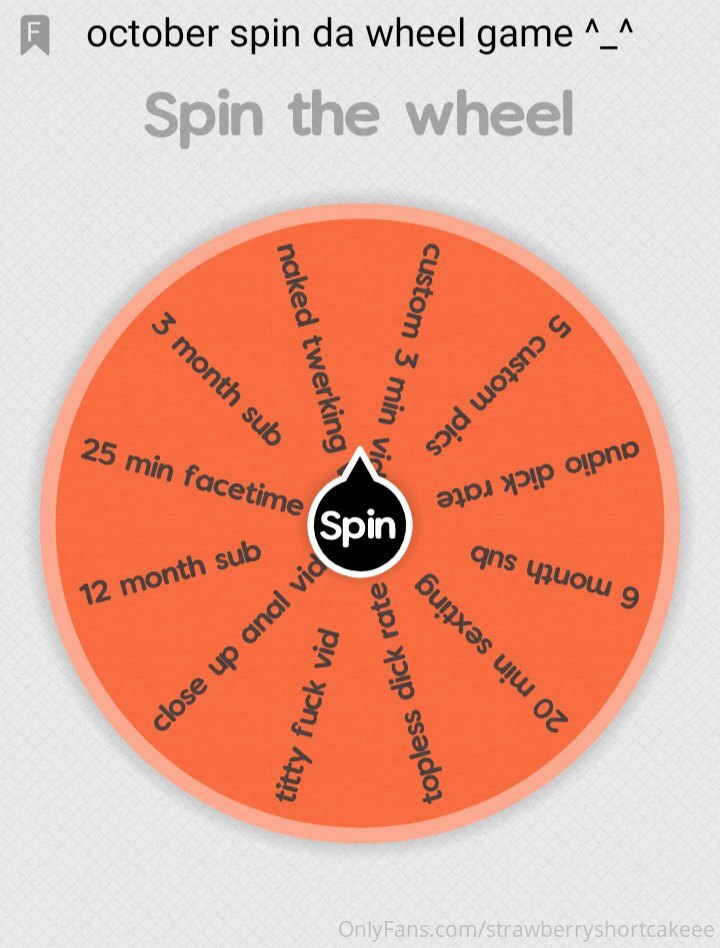 F
october spin da wheel game ^_^
Spin the wheel
custom 3 min vid
5 custom pics
audio dick rate
6 month sub
20 min sexting
topless dick rate
titty fuck vid
close up anal vid
12 month sub
25 min facetime
3 month sub
naked twerking
Spin
OnlyFans.com/strawberryshortcakeee